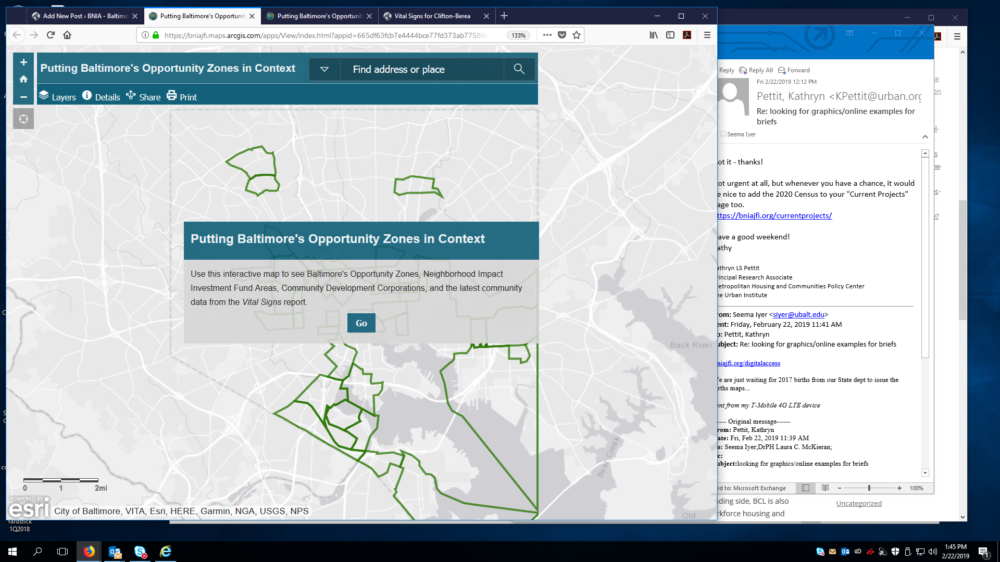 Add New Post ‹ BNIA - Baltimo
Putting Baltimore's Opportunit
Putting Baltimore's Opportunit
Vital Signs for Clifton-Berea
https://bniajfi.maps.arcgis.com/apps/View/index.html?appid=665df63fcb7e4444bce77fd373ab7758&
133%
Putting Baltimore's Opportunity Zones in Context
Find address or place
Layers Details Share Print
Putting Baltimore's Opportunity Zones in Context
Use this interactive map to see Baltimore's Opportunity Zones, Neighborhood Impact
Investment Fund Areas, Community Development Corporations, and the latest community
data from the Vital Signs report.
Go
Back River
Bear Creek
Old
0 1 2mi
POWERED BY
esri
City of Baltimore, VITA, Esri, HERE, Garmin, NGA, USGS, NPS
Reply Reply All Forward
Fri 2/22/2019 12:12 PM
Pettit, Kathryn <KPettit@urban.org
Re: looking for graphics/online examples for
briefs
Seema Iyer
ot it - thanks!
ot urgent at all, but whenever you have a chance, it would
e nice to add the 2020 Census to your "Current Projects"
age too.
ttps://bniajfi.org/currentprojects/
ave a good weekend!
athy
athryn LS Pettit
rincipal Research Associate
etropolitan Housing and Communities Policy Center
he Urban Institute
rom: Seema Iyer <siyer@ubalt.edu>
ent: Friday, February 22, 2019 11:41 AM
o: Pettit, Kathryn
ubject: Re: looking for graphics/online examples for briefs
niajfi.org/digitalaccess
e are just waiting for 2017 births from our State dept to issue the
rths maps...
ent from my T-Mobile 4G LTE device
---- Original message------
rom: Pettit, Kathryn
ate: Fri, Feb 22, 2019 11:39 AM
o: Seema Iyer;DrPH Laura C. McKieran;
c:
ubject:looking for graphics/online examples for briefs
ed to: Microsoft Exchange
100%
ding side, BCL is also
rkforce housing and
Uncategorized
Yardstick
1Q2018
1:45 PM
2/22/2019
1